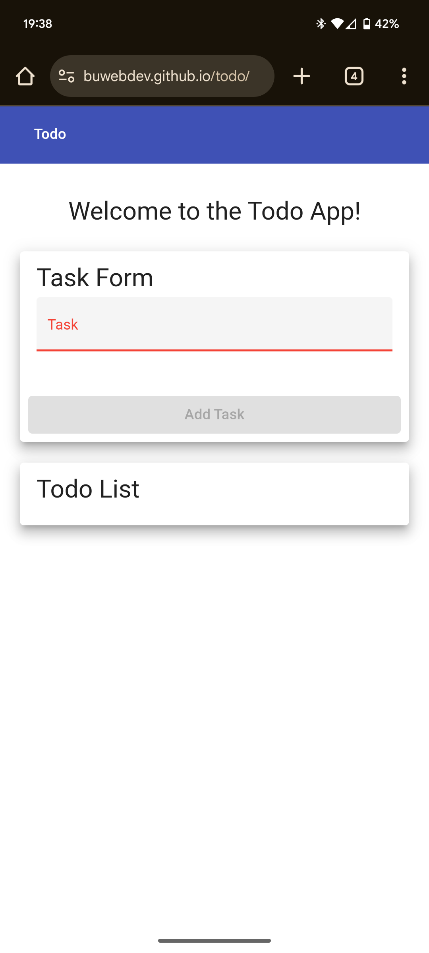 19:38
42%
buwebdev.github.io/todo/
4
Todo
Welcome to the Todo App!
Task Form
Task
Add Task
Todo List